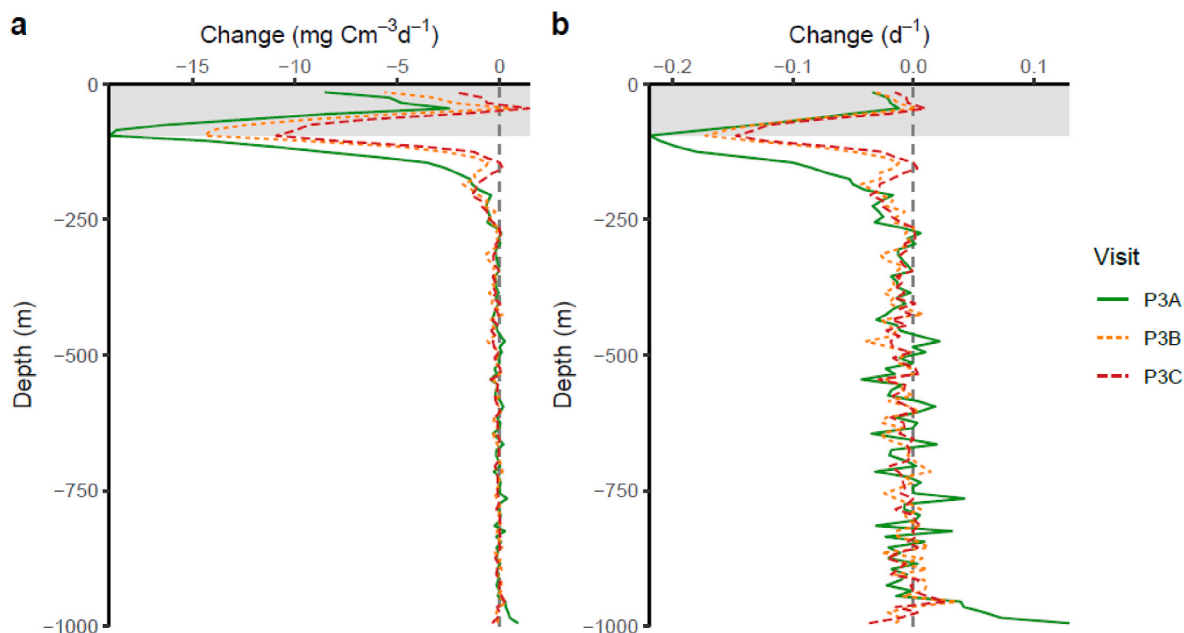 a
Change (mg Cm⁻³d⁻¹)
−15 −10 −5 0
0
−250
−500
−750
−1000
Depth (m)
b
Change (d⁻¹)
−0.2 −0.1 0.0 0.1
0
−250
−500
−750
−1000
Depth (m)
Visit
P3A
P3B
P3C